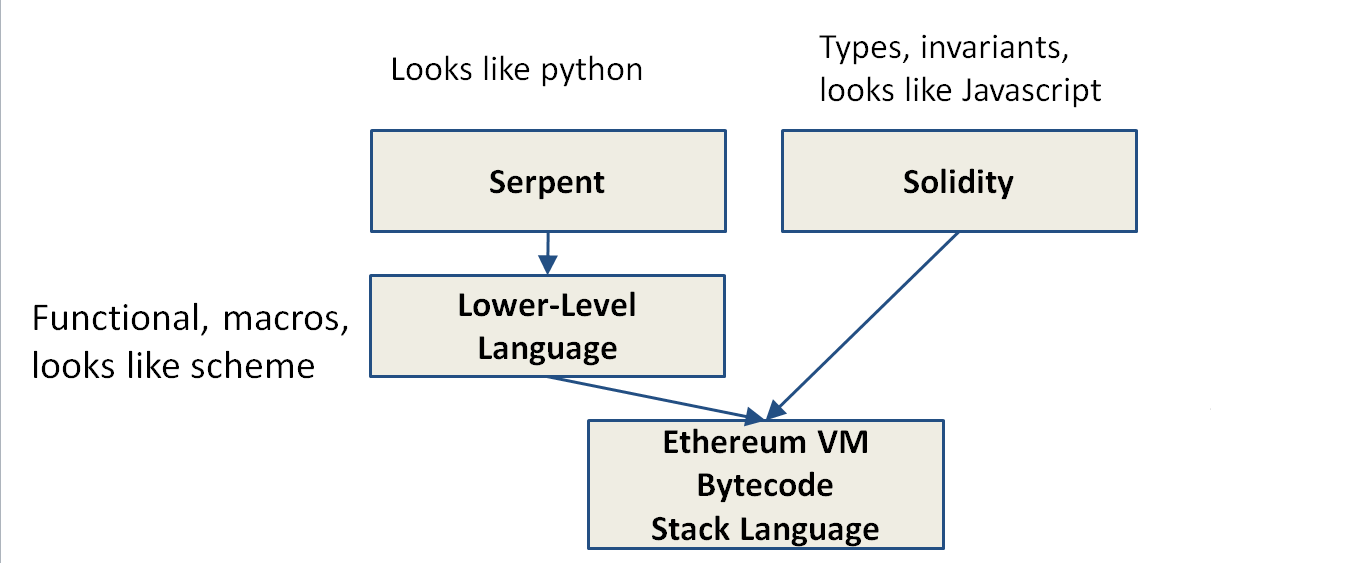 Looks like python
Types, invariants,
looks like Javascript
Serpent
Solidity
Functional, macros,
looks like scheme
Lower-Level
Language
Ethereum VM
Bytecode
Stack Language